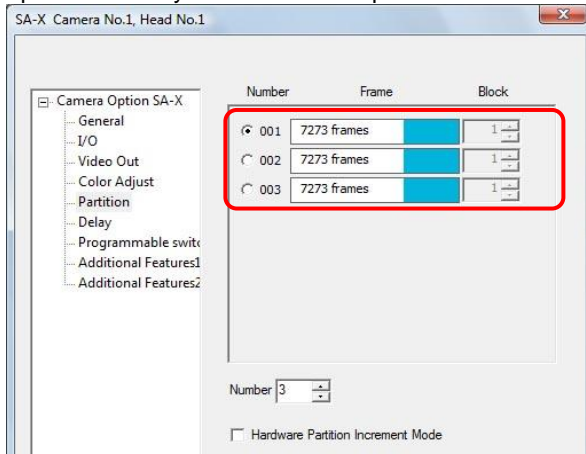 SA-X Camera No.1, Head No.1
Camera Option SA-X
General
I/O
Video Out
Color Adjust
Partition
Delay
Programmable switc
Additional Features1
Additional Features2
Number Frame Block
001 7273 frames 1
002 7273 frames 1
003 7273 frames 1
Number 3
Hardware Partition Increment Mode